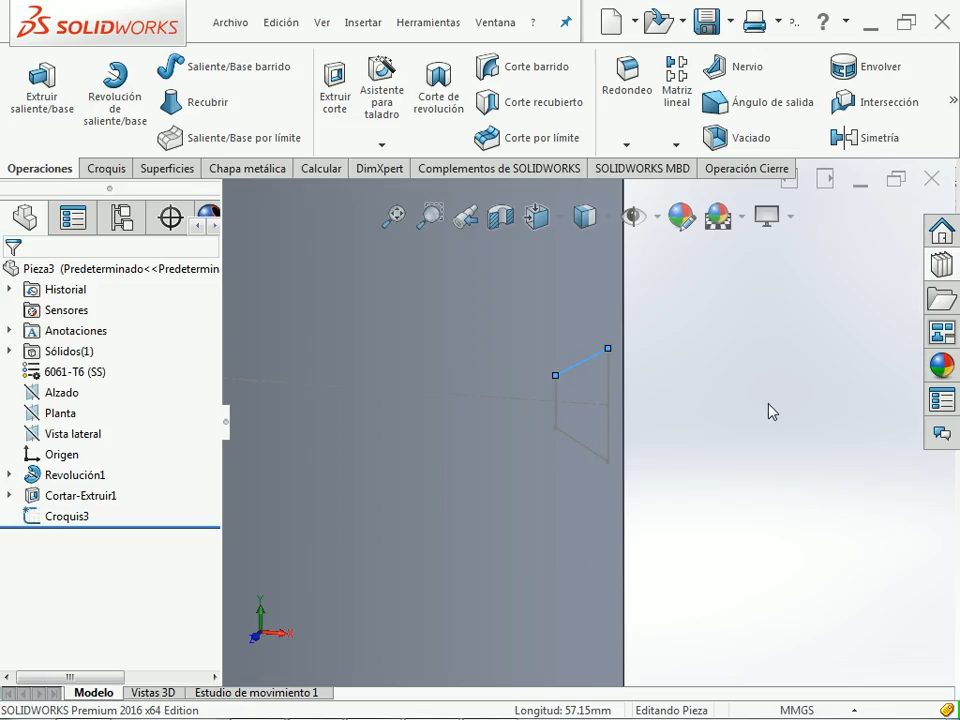 SOLIDWORKS
Archivo Edición Ver Insertar Herramientas Ventana ? P.. ?
Extruir saliente/base
Revolución de saliente/base
Saliente/Base barrido
Recubrir
Saliente/Base por límite
Extruir corte
Asistente para taladro
Corte de revolución
Corte barrido
Corte recubierto
Corte por límite
Redondeo
Matriz lineal
Nervio
Ángulo de salida
Vaciado
Envolver
Intersección
Simetría
Operaciones Croquis Superficies Chapa metálica Calcular DimXpert Complementos de SOLIDWORKS SOLIDWORKS MBD Operación Cierre
Pieza3 (Predeterminado<<Predetermin
Historial
Sensores
Anotaciones
Sólidos(1)
6061-T6 (SS)
Alzado
Planta
Vista lateral
Origen
Revolución1
Cortar-Extruir1
Croquis3
Y
X
Z
Modelo Vistas 3D Estudio de movimiento 1
SOLIDWORKS Premium 2016 x64 Edition Longitud: 57.15mm Editando Pieza MMGS